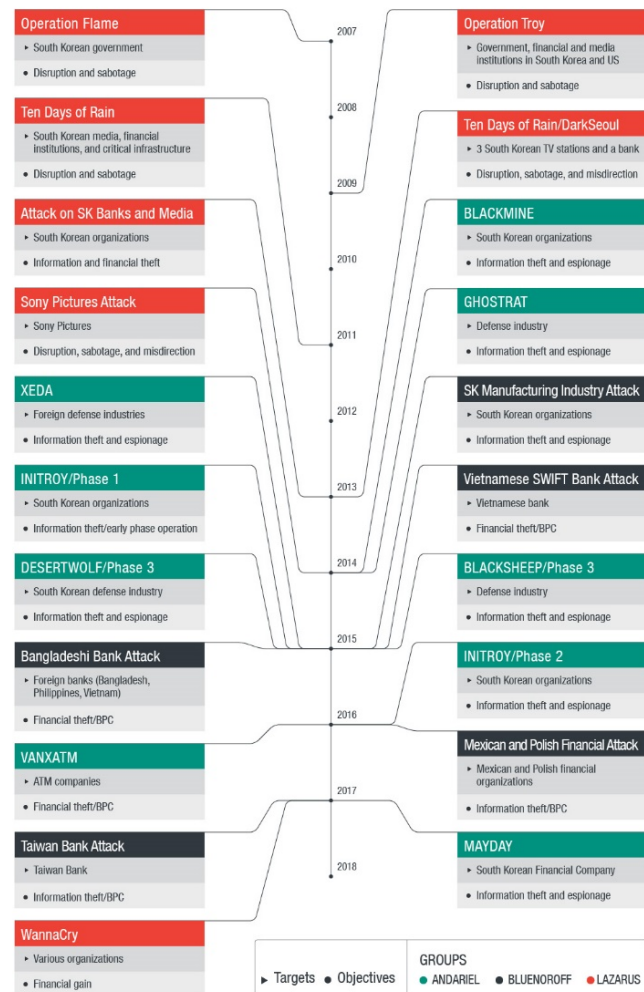 Operation Flame
▸ South Korean government
• Disruption and sabotage
Ten Days of Rain
▸ South Korean media, financial
institutions, and critical infrastructure
• Disruption and sabotage
Attack on SK Banks and Media
▸ South Korean organizations
• Information and financial theft
Sony Pictures Attack
▸ Sony Pictures
• Disruption, sabotage, and misdirection
XEDA
▸ Foreign defense industries
• Information theft and espionage
INITROY/Phase 1
▸ South Korean organizations
• Information theft/early phase operation
DESERTWOLF/Phase 3
▸ South Korean defense industry
• Information theft and espionage
Bangladeshi Bank Attack
▸ Foreign banks (Bangladesh,
Philippines, Vietnam)
• Financial theft/BPC
VANXATM
▸ ATM companies
• Financial theft/BPC
Taiwan Bank Attack
▸ Taiwan Bank
• Information theft/BPC
WannaCry
▸ Various organizations
• Financial gain
2007
2008
2009
2010
2011
2012
2013
2014
2015
2016
2017
2018
Operation Troy
▸ Government, financial and media
institutions in South Korea and US
• Disruption and sabotage
Ten Days of Rain/DarkSeoul
▸ 3 South Korean TV stations and a bank
• Disruption, sabotage, and misdirection
BLACKMINE
▸ South Korean organizations
• Information theft and espionage
GHOSTRAT
▸ Defense industry
• Information theft and espionage
SK Manufacturing Industry Attack
▸ South Korean organizations
• Information theft and espionage
Vietnamese SWIFT Bank Attack
▸ Vietnamese bank
• Financial theft/BPC
BLACKSHEEP/Phase 3
▸ Defense industry
• Information theft and espionage
INITROY/Phase 2
▸ South Korean organizations
• Information theft and espionage
Mexican and Polish Financial Attack
▸ Mexican and Polish financial
organizations
• Information theft/BPC
MAYDAY
▸ South Korean Financial Company
• Information theft and espionage
▸ Targets • Objectives
GROUPS
• ANDARIEL • BLUENOROFF • LAZARUS